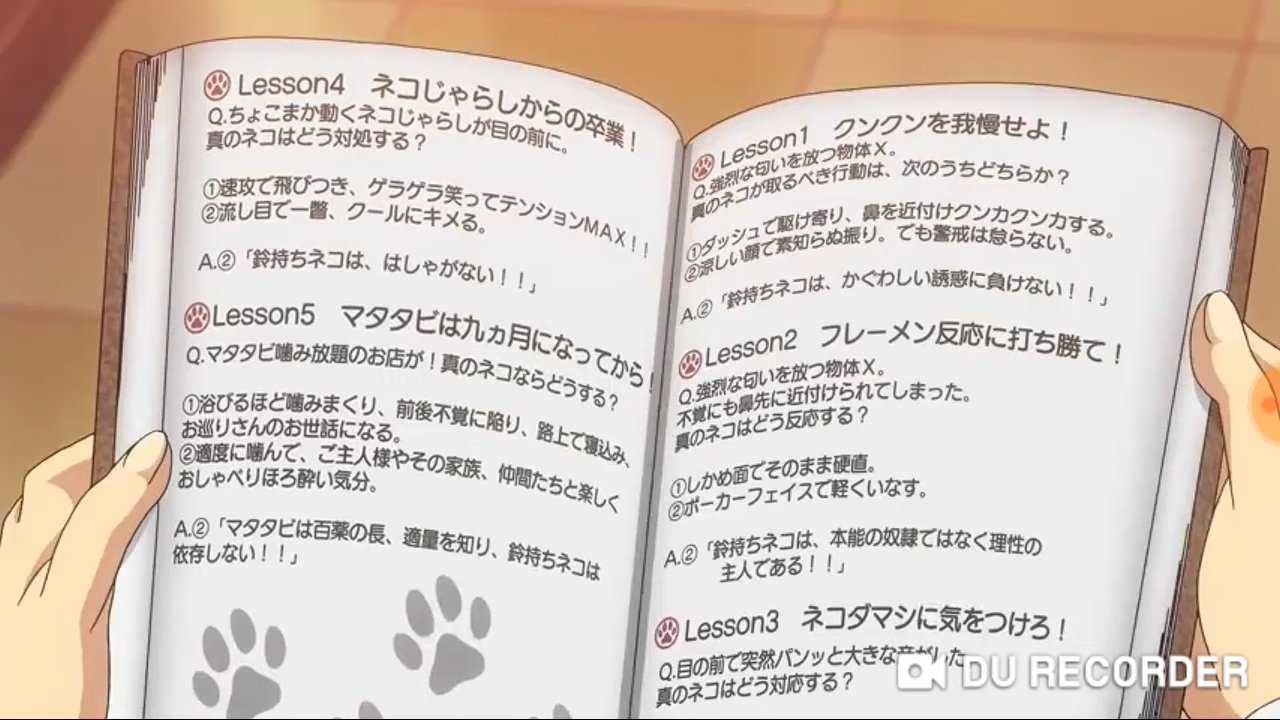 Lesson1 クンクンを我慢せよ！
Q.強烈な匂いを放つ物体X。
真のネコが取るべき行動は、次のうちどちらか？
①ダッシュで駆け寄り、鼻を近付けクンカクンカする。
②涼しい顔で素知らぬ振り。でも警戒は怠らない。
A.②「鈴持ちネコは、かぐわしい誘惑に負けない！！」
Lesson2 フレーメン反応に打ち勝て！
Q.強烈な匂いを放つ物体X。
不覚にも鼻先に近付けられてしまった。
真のネコはどう反応する？
①しかめ面でそのまま硬直。
②ポーカーフェイスで軽くいなす。
A.②「鈴持ちネコは、本能の奴隷ではなく理性の
主人である！！」
Lesson3 ネコダマシに気をつけろ！
Q.目の前で突然パンッと大きな音がした
真のネコはどう対応する？
Lesson4 ネコじゃらしからの卒業！
Q.ちょこまか動くネコじゃらしが目の前に。
真のネコはどう対処する？
①速攻で飛びつき、ゲラゲラ笑ってテンションMAX！！
②流し目で一瞥、クールにキメる。
A.②「鈴持ちネコは、はしゃがない！！」
Lesson5 マタタビは九ヵ月になってから！
Q.マタタビ噛み放題のお店が！真のネコならどうする？
①浴びるほど噛みまくり、前後不覚に陥り、路上で寝込み、
お巡りさんのお世話になる。
②適度に噛んで、ご主人様やその家族、仲間たちと楽しく
おしゃべりほろ酔い気分。
A.②「マタタビは百薬の長、適量を知り、鈴持ちネコは
依存しない！！」
DU RECORDER